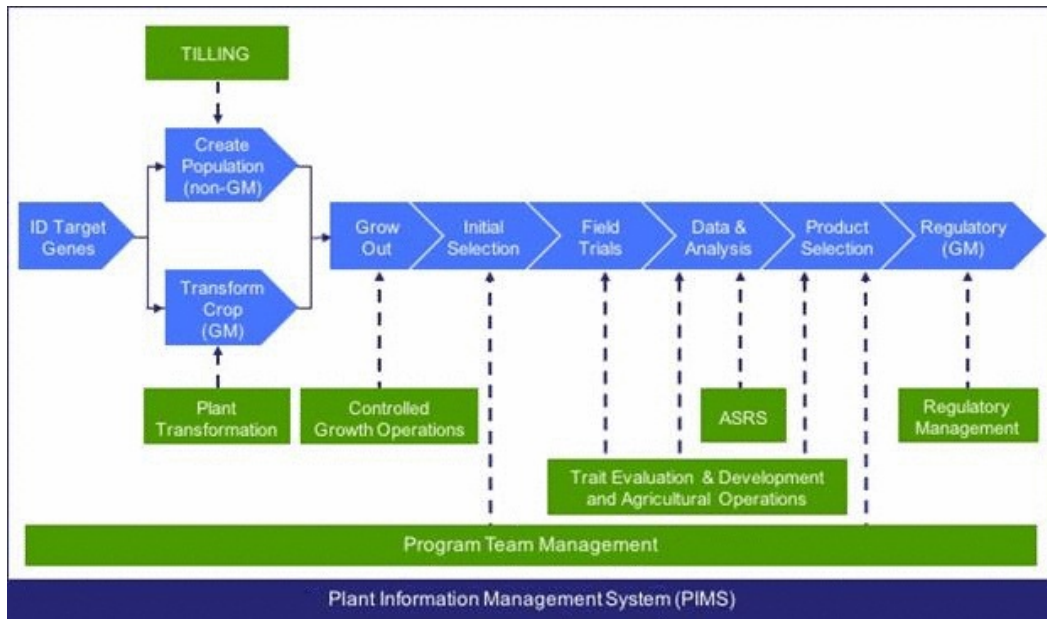 TILLING
Create
Population
(non-GM)
ID Target
Genes
Transform
Crop
(GM)
Grow
Out
Initial
Selection
Field
Trials
Data &
Analysis
Product
Selection
Regulatory
(GM)
Plant
Transformation
Controlled
Growth Operations
ASRS
Regulatory
Management
Trait Evaluation & Development
and Agricultural Operations
Program Team Management
Plant Information Management System (PIMS)